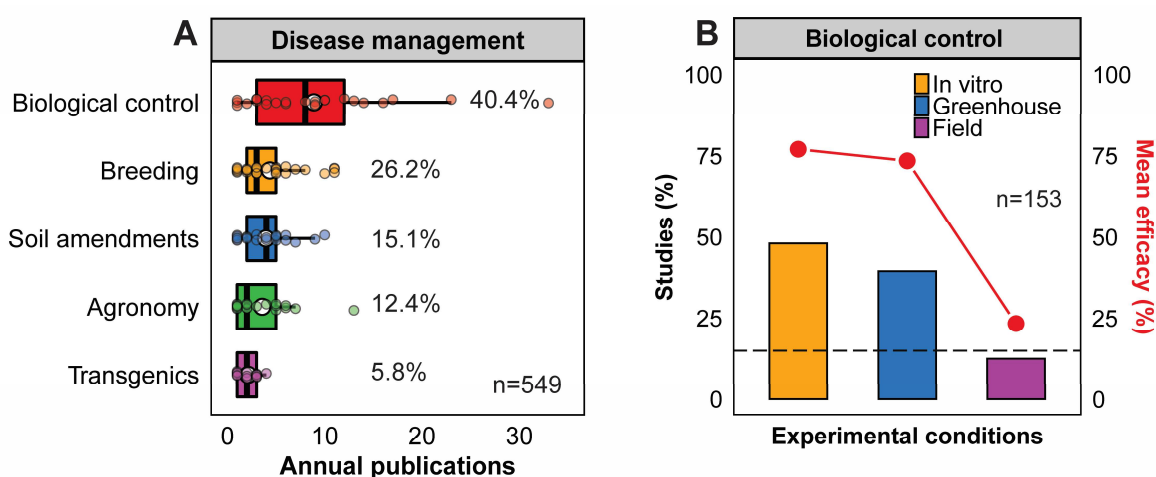 A
Disease management
Biological control
40.4%
Breeding
26.2%
Soil amendments
15.1%
Agronomy
12.4%
Transgenics
5.8%
n=549
0 10 20 30
Annual publications
B
Biological control
100
75
50
25
0
Studies (%)
In vitro
Greenhouse
Field
n=153
100
75
50
25
0
Mean efficacy (%)
Experimental conditions